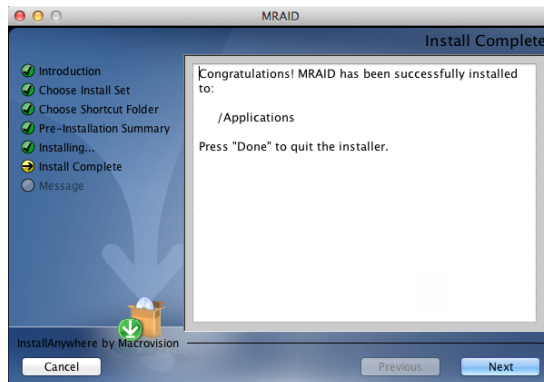 MRAID
Install Complete
Introduction
Choose Install Set
Choose Shortcut Folder
Pre-Installation Summary
Installing...
Install Complete
Message
Congratulations! MRAID has been successfully installed
to:
/Applications
Press "Done" to quit the installer.
InstallAnywhere by Macrovision
Cancel
Previous
Next